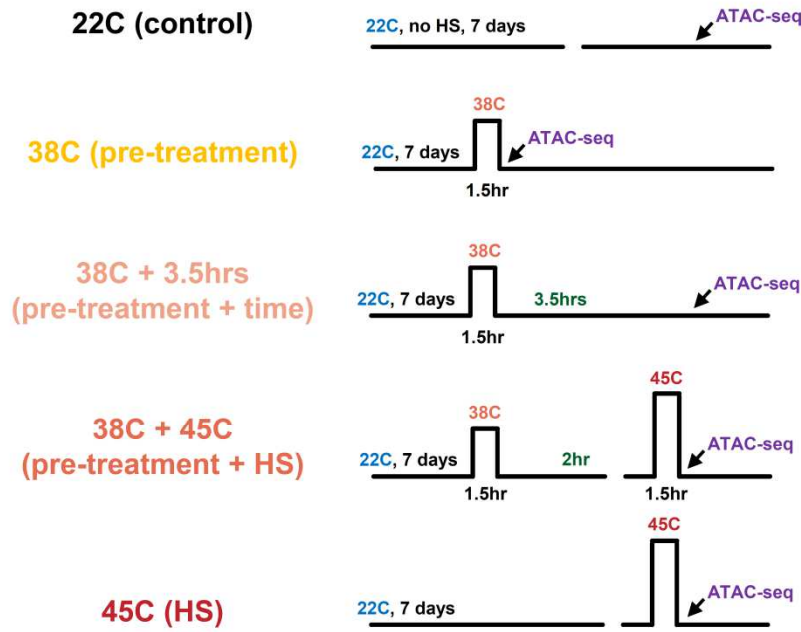 22C (control)
22C, no HS, 7 days
ATAC-seq
38C (pre-treatment)
38C
22C, 7 days
ATAC-seq
1.5hr
38C + 3.5hrs
(pre-treatment + time)
38C
22C, 7 days
3.5hrs
ATAC-seq
1.5hr
38C + 45C
(pre-treatment + HS)
38C
45C
22C, 7 days
2hr
ATAC-seq
1.5hr
1.5hr
45C (HS)
45C
22C, 7 days
ATAC-seq